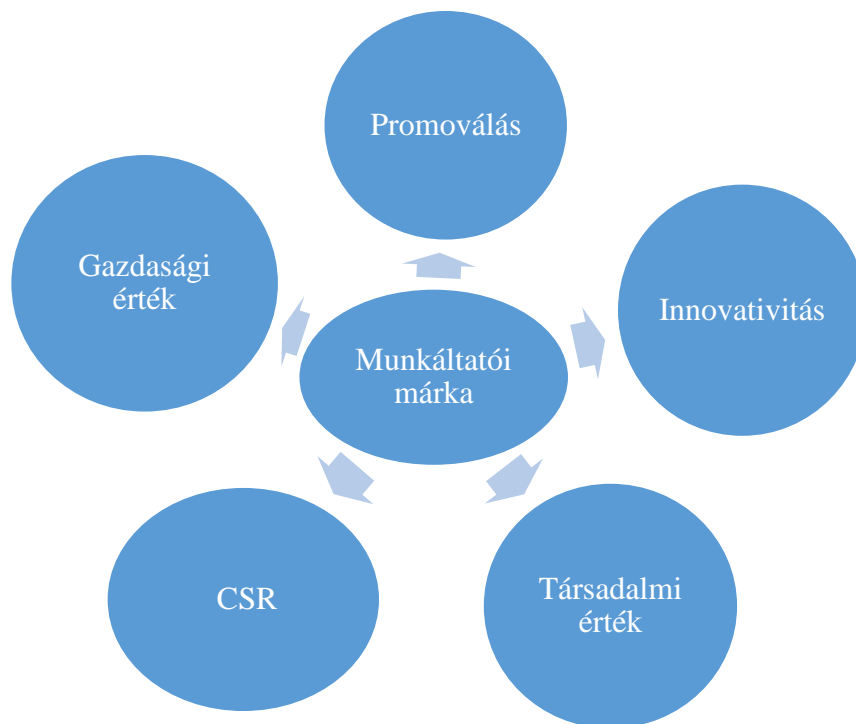 Promoválás
Gazdasági
érték
Innovativitás
Munkáltatói
márka
CSR
Társadalmi
érték